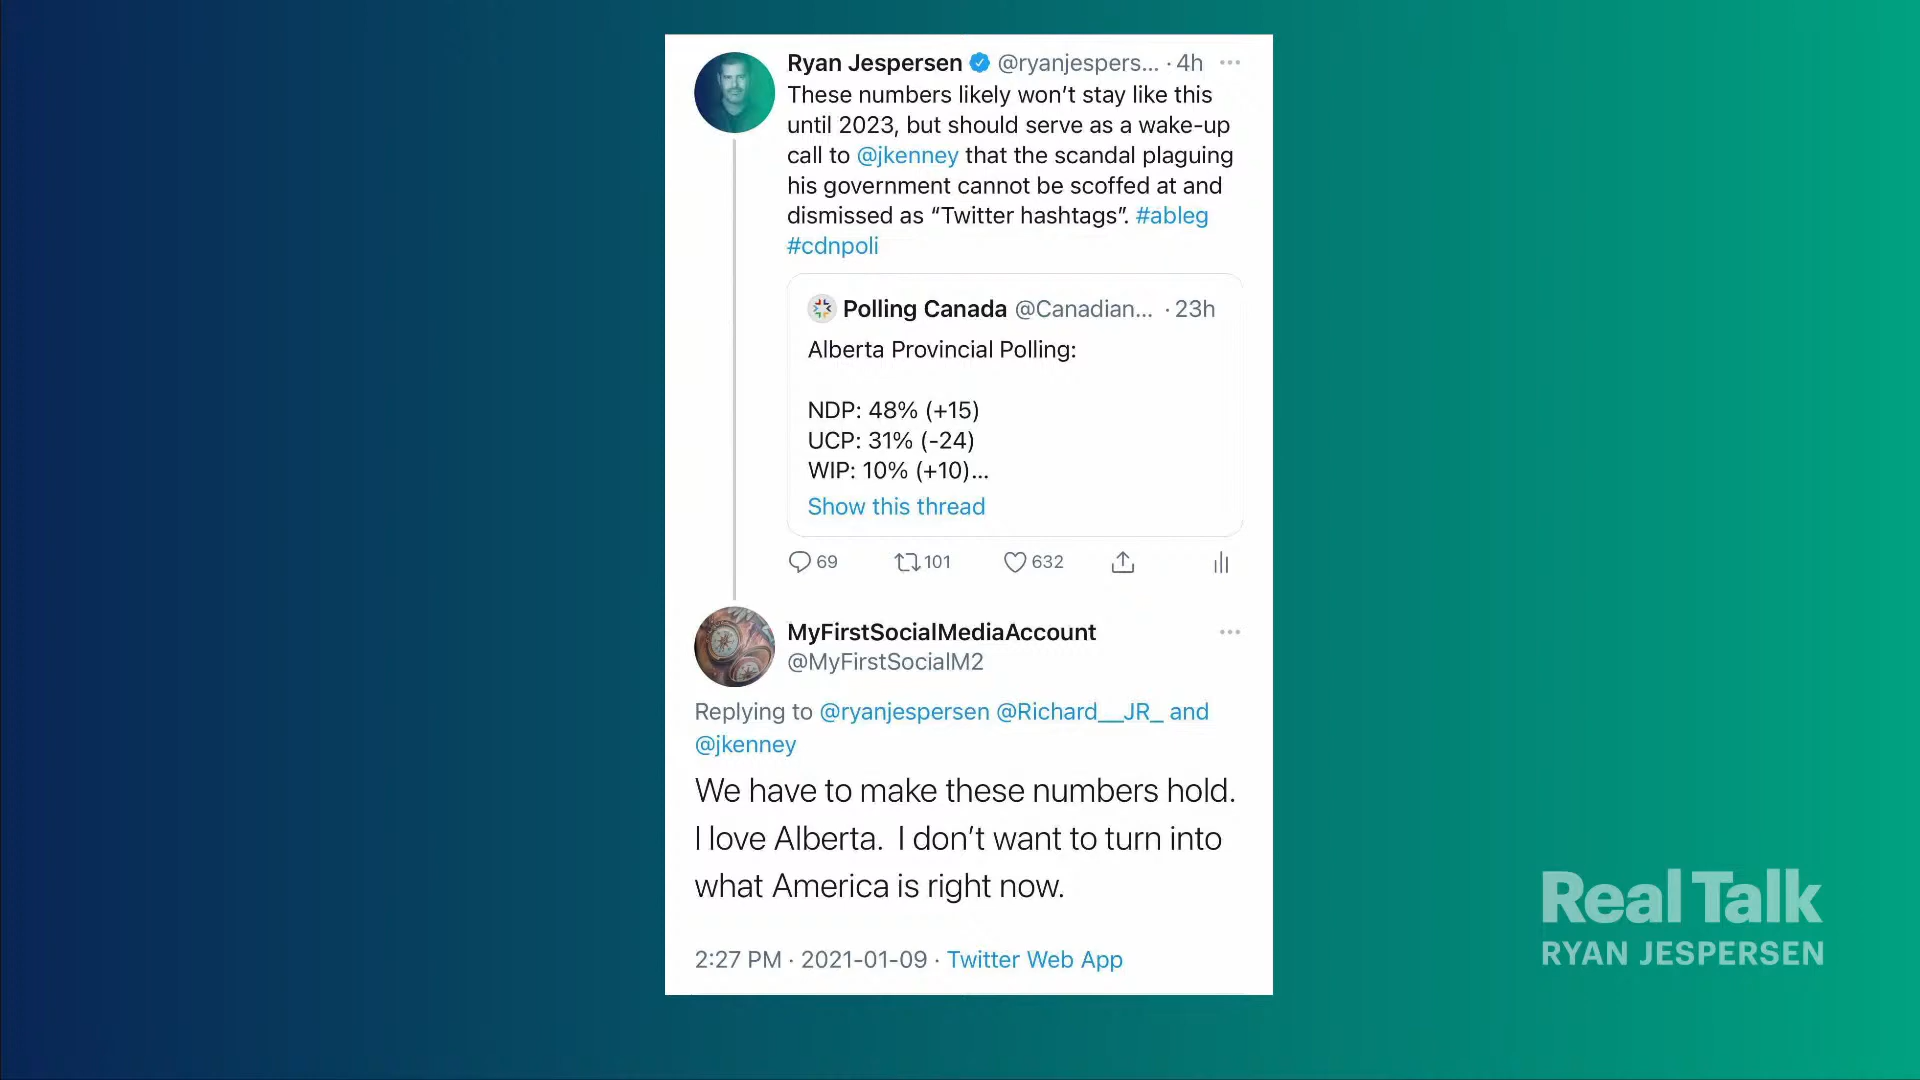 Ryan Jespersen @ryanjespers... · 4h
These numbers likely won’t stay like this
until 2023, but should serve as a wake-up
call to @jkenney that the scandal plaguing
his government cannot be scoffed at and
dismissed as “Twitter hashtags”. #ableg
#cdnpoli
Polling Canada @Canadian... · 23h
Alberta Provincial Polling:
NDP: 48% (+15)
UCP: 31% (-24)
WIP: 10% (+10)...
Show this thread
69 101 632
MyFirstSocialMediaAccount
@MyFirstSocialM2
Replying to @ryanjespersen @Richard__JR_ and
@jkenney
We have to make these numbers hold.
I love Alberta.  I don’t want to turn into
what America is right now.
2:27 PM · 2021-01-09 · Twitter Web App
Real Talk
RYAN JESPERSEN